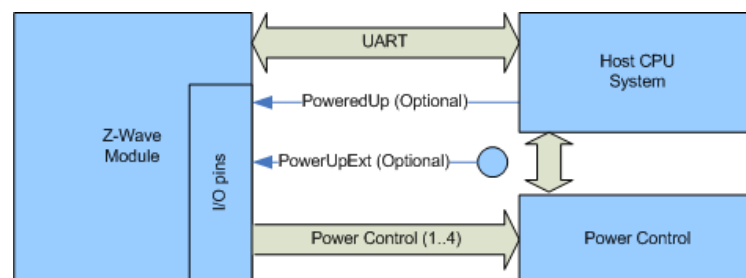 UART
Host CPU
System
PoweredUp (Optional)
Z-Wave
Module
PowerUpExt (Optional)
I/O pins
Power Control (1..4)
Power Control